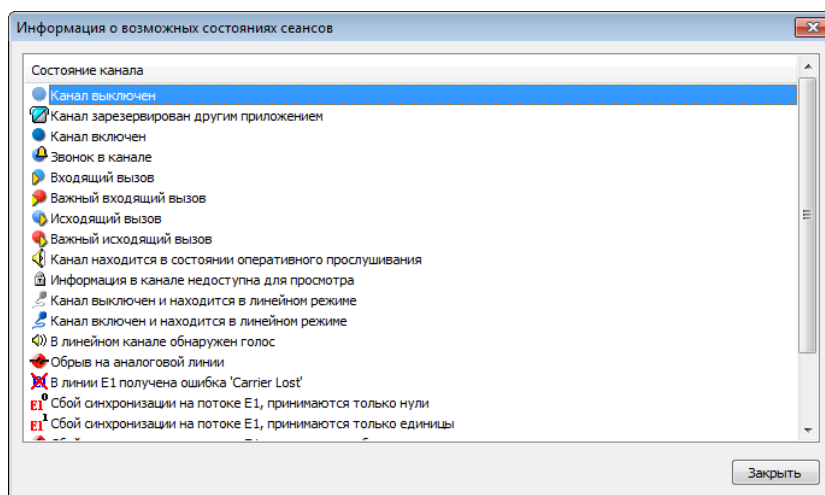 Информация о возможных состояниях сеансов
Состояние канала
Канал выключен
Канал зарезервирован другим приложением
Канал включен
Звонок в канале
Входящий вызов
Важный входящий вызов
Исходящий вызов
Важный исходящий вызов
Канал находится в состоянии оперативного прослушивания
Информация в канале недоступна для просмотра
Канал выключен и находится в линейном режиме
Канал включен и находится в линейном режиме
В линейном канале обнаружен голос
Обрыв на аналоговой линии
В линии E1 получена ошибка 'Carrier Lost'
E1⁰ Сбой синхронизации на потоке E1, принимаются только нули
E1¹ Сбой синхронизации на потоке E1, принимаются только единицы
Закрыть